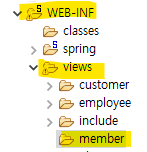 WEB-INF
classes
spring
views
customer
employee
include
member